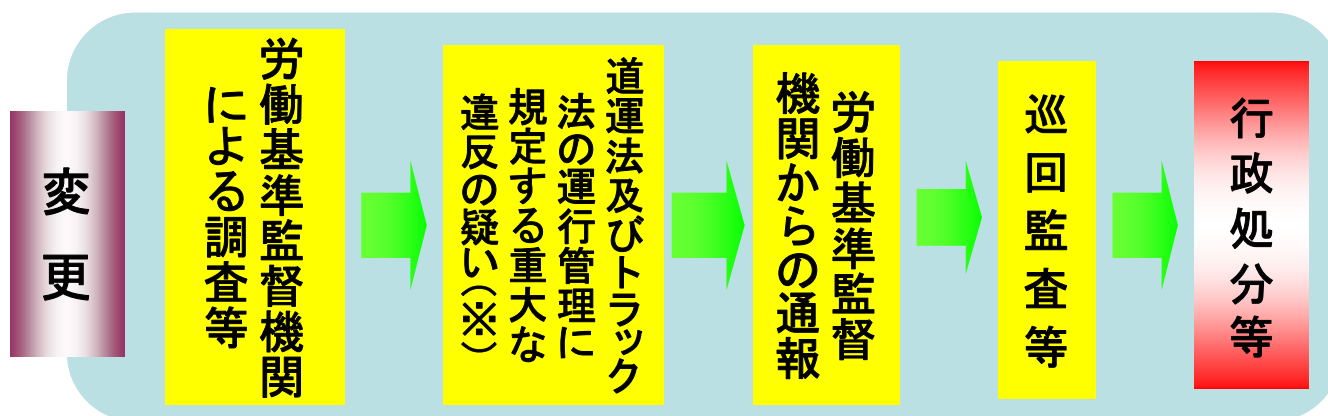 変更
労働基準監督機関
による調査等
道運法及びトラック
法の運行管理に
規定する重大な
違反の疑い(※)
労働基準監督
機関からの通報
巡回監査等
行政処分等